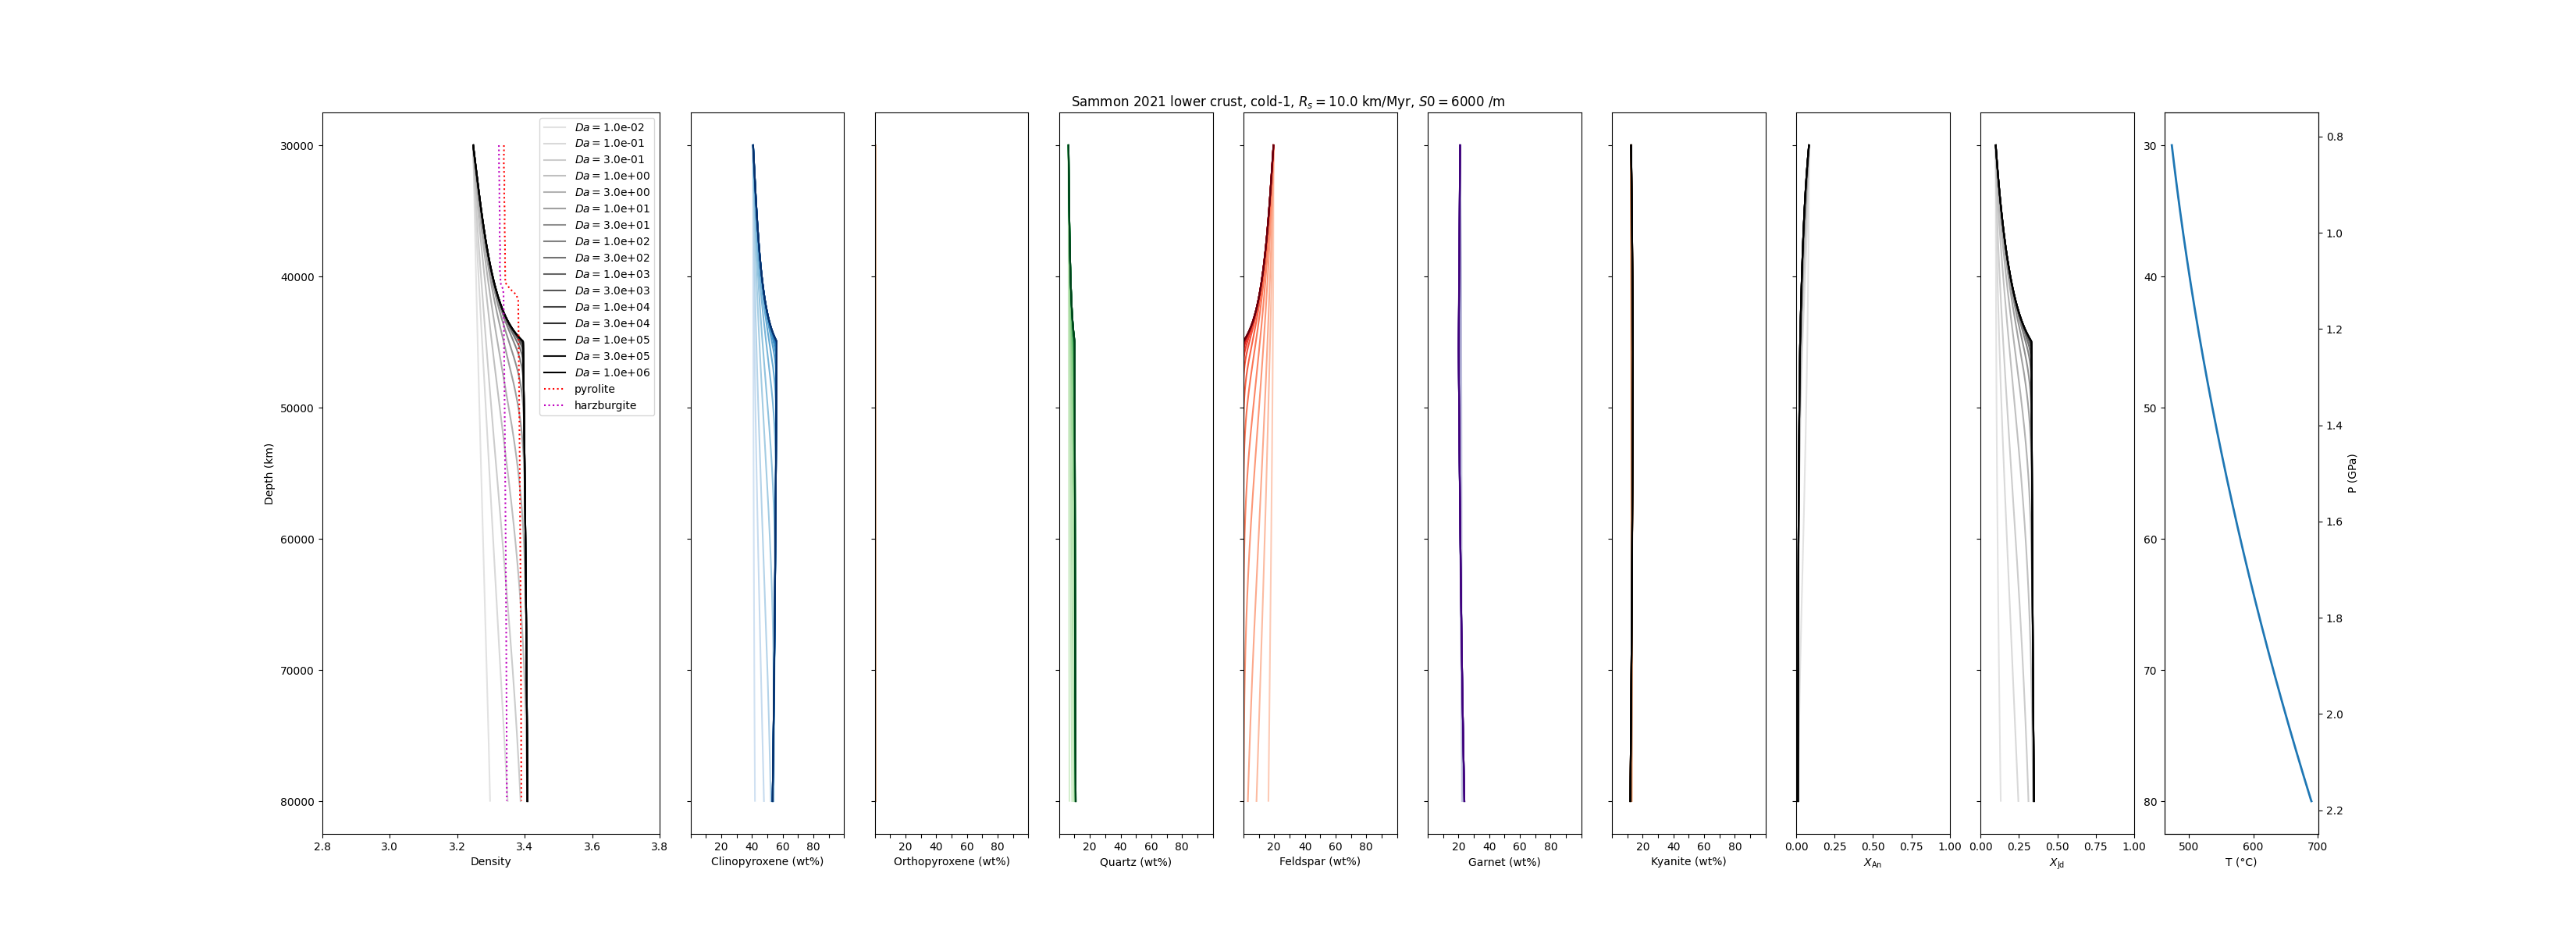 Sammon 2021 lower crust, cold-1, Rs = 10.0 km/Myr, S0 = 6000 /m
Da = 1.0e-02
Da = 1.0e-01
Da = 3.0e-01
Da = 1.0e+00
Da = 3.0e+00
Da = 1.0e+01
Da = 3.0e+01
Da = 1.0e+02
Da = 3.0e+02
Da = 1.0e+03
Da = 3.0e+03
Da = 1.0e+04
Da = 3.0e+04
Da = 1.0e+05
Da = 3.0e+05
Da = 1.0e+06
pyrolite
harzburgite
30000
40000
50000
60000
70000
80000
Depth (km)
2.8 3.0 3.2 3.4 3.6 3.8
Density
20 40 60 80
Clinopyroxene (wt%)
20 40 60 80
Orthopyroxene (wt%)
20 40 60 80
Quartz (wt%)
20 40 60 80
Feldspar (wt%)
20 40 60 80
Garnet (wt%)
20 40 60 80
Kyanite (wt%)
0.00 0.25 0.50 0.75 1.00
XAn
0.00 0.25 0.50 0.75 1.00
XJd
30
40
50
60
70
80
500 600 700
T (°C)
0.8
1.0
1.2
1.4
1.6
1.8
2.0
2.2
P (GPa)